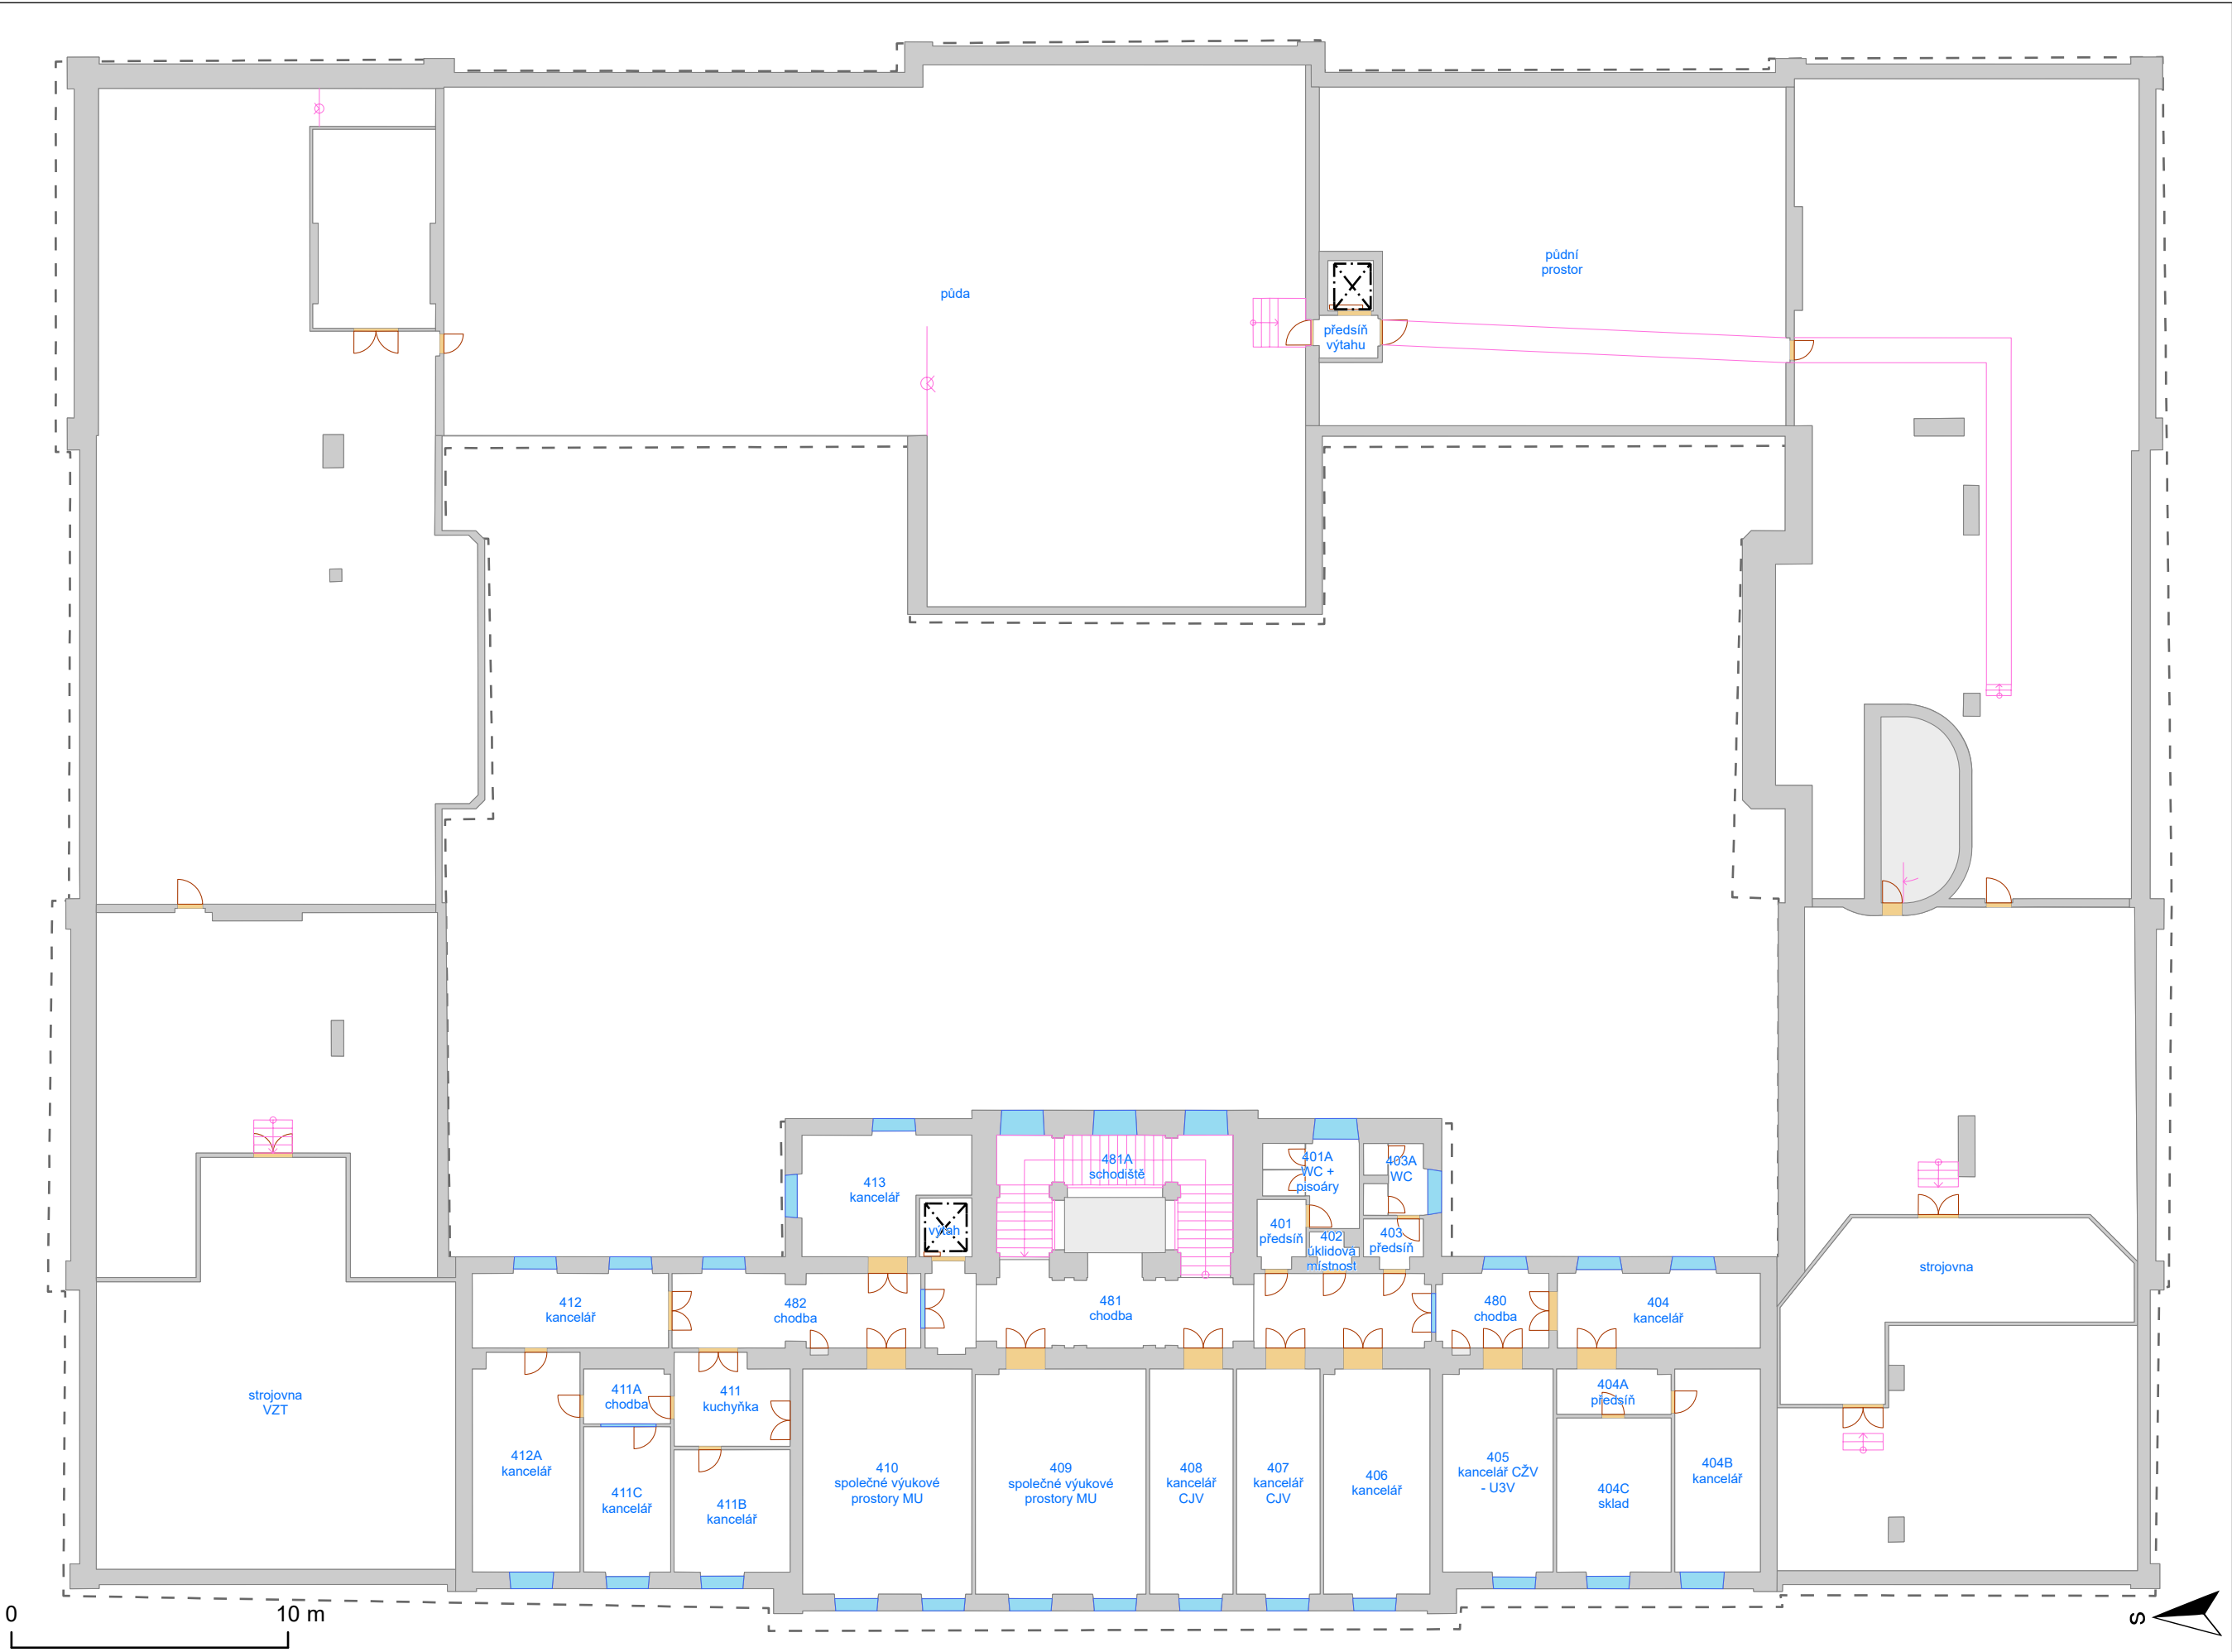 půdní
prostor
půda
předsíň
výtahu
481A
schodiště
401A
WC +
pisoáry
403A
WC
413
kancelář
výtah
401
předsíň
402
úklidová
místnost
403
předsíň
strojovna
412
kancelář
482
chodba
481
chodba
480
chodba
404
kancelář
strojovna
VZT
411A
chodba
411
kuchyňka
404A
předsíň
412A
kancelář
411C
kancelář
411B
kancelář
410
společné výukové
prostory MU
409
společné výukové
prostory MU
408
kancelář
CJV
407
kancelář
CJV
406
kancelář
405
kancelář CŽV
- U3V
404C
sklad
404B
kancelář
0
10 m
S